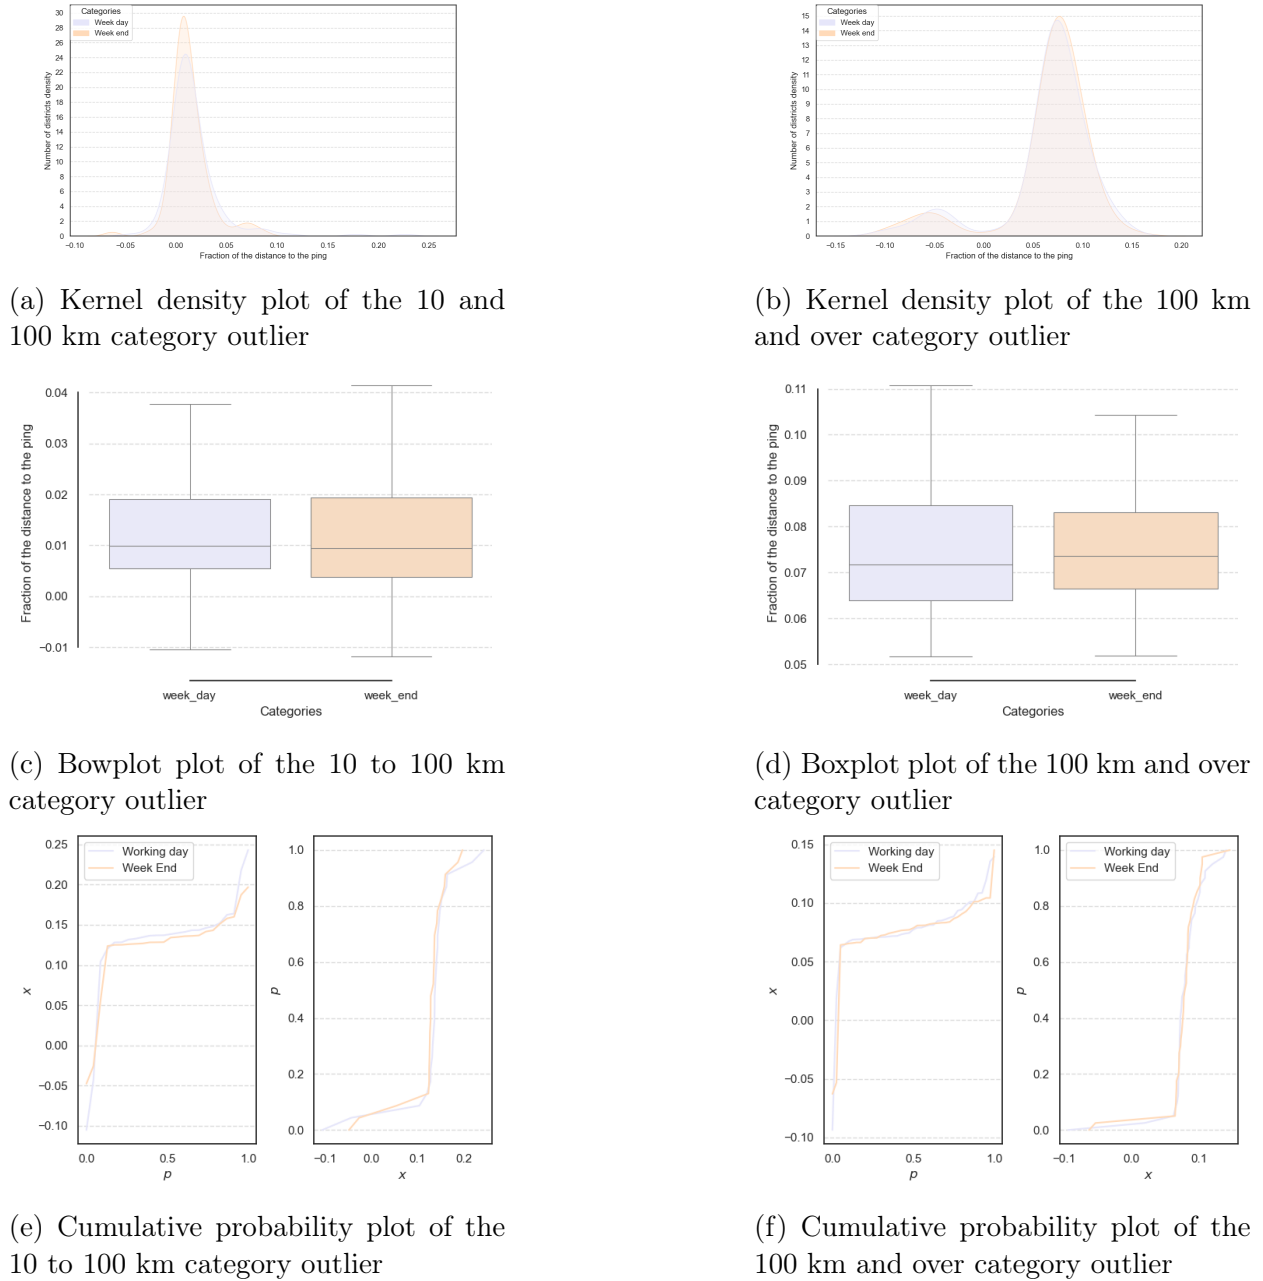 Categories
Week day
Week end
30
28
26
24
22
20
18
16
14
12
10
8
6
4
2
0
Number of districts density
−0.10 −0.05 0.00 0.05 0.10 0.15 0.20 0.25
Fraction of the distance to the ping
Categories
Week day
Week end
15
14
13
12
11
10
9
8
7
6
5
4
3
2
1
0
Number of districts density
−0.15 −0.10 −0.05 0.00 0.05 0.10 0.15 0.20
Fraction of the distance to the ping
(a) Kernel density plot of the 10 and
100 km category outlier
(b) Kernel density plot of the 100 km
and over category outlier
0.04
0.03
0.02
0.01
0.00
−0.01
Fraction of the distance to the ping
week_day week_end
Categories
0.11
0.10
0.09
0.08
0.07
0.06
0.05
Fraction of the distance to the ping
week_day week_end
Categories
(c) Bowplot plot of the 10 to 100 km
category outlier
(d) Boxplot plot of the 100 km and over
category outlier
Working day
Week End
0.25
0.20
0.15
0.10
0.05
0.00
−0.05
−0.10
x
0.0 0.5 1.0
p
1.0
0.8
0.6
0.4
0.2
0.0
p
−0.1 0.0 0.1 0.2
x
Working day
Week End
0.15
0.10
0.05
0.00
−0.05
−0.10
x
0.0 0.5 1.0
p
Working day
Week End
1.0
0.8
0.6
0.4
0.2
0.0
p
−0.1 0.0 0.1
x
(e) Cumulative probability plot of the
10 to 100 km category outlier
(f) Cumulative probability plot of the
100 km and over category outlier